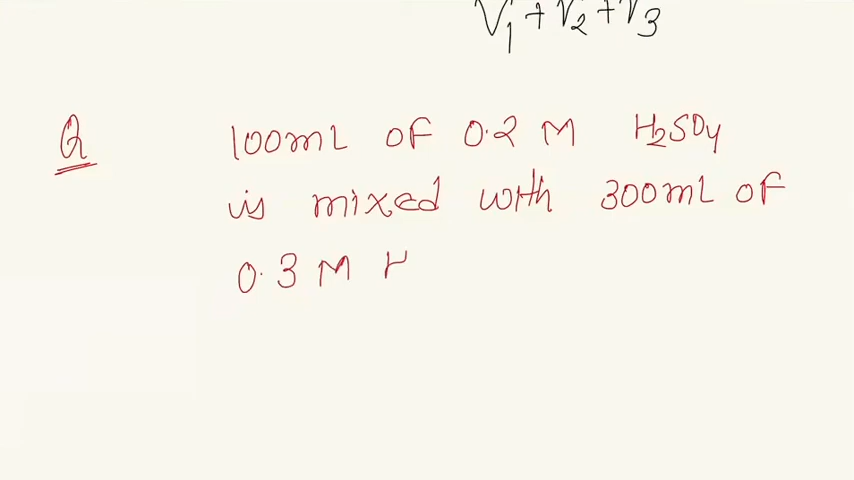 V₁+V₂+V₃
Q 100mL OF 0.2 M H₂SO₄
is mixed with 300mL OF
0.3 M H